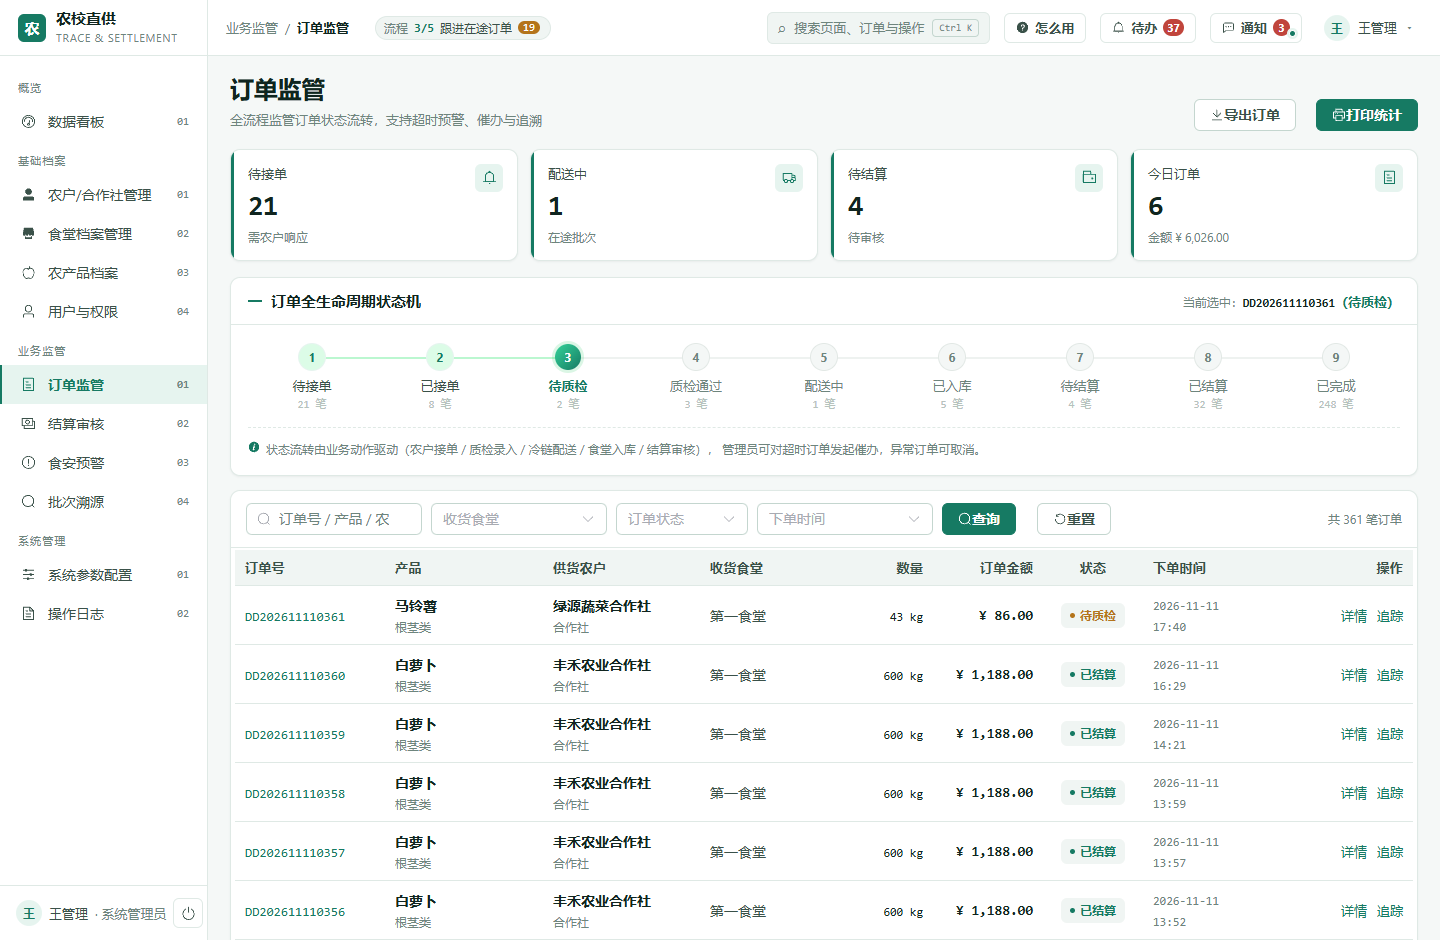 农 农校直供
TRACE & SETTLEMENT
业务监管 / 订单监管
流程 3/5 跟进在途订单 19
搜索页面、订单与操作 Ctrl K
怎么用
待办 37
通知 3
王 王管理
概览
数据看板 01
基础档案
农户/合作社管理 01
食堂档案管理 02
农产品档案 03
用户与权限 04
业务监管
订单监管 01
结算审核 02
食安预警 03
批次溯源 04
系统管理
系统参数配置 01
操作日志 02
王 王管理 · 系统管理员
订单监管
全流程监管订单状态流转，支持超时预警、催办与追溯
导出订单
打印统计
待接单
21
需农户响应
配送中
1
在途批次
待结算
4
待审核
今日订单
6
金额 ¥ 6,026.00
订单全生命周期状态机
当前选中：DD202611110361（待质检）
1 2 3 4 5 6 7 8 9
待接单 已接单 待质检 质检通过 配送中 已入库 待结算 已结算 已完成
21 笔 8 笔 2 笔 3 笔 1 笔 5 笔 4 笔 32 笔 248 笔
状态流转由业务动作驱动（农户接单 / 质检录入 / 冷链配送 / 食堂入库 / 结算审核），管理员可对超时订单发起催办，异常订单可取消。
订单号 / 产品 / 农 收货食堂 订单状态 下单时间 查询 重置 共 361 笔订单
订单号 产品 供货农户 收货食堂 数量 订单金额 状态 下单时间 操作
DD202611110361 马铃薯 根茎类 绿源蔬菜合作社 合作社 第一食堂 43 kg ¥ 86.00 待质检 2026-11-11 17:40 详情 追踪
DD202611110360 白萝卜 根茎类 丰禾农业合作社 合作社 第一食堂 600 kg ¥ 1,188.00 已结算 2026-11-11 16:29 详情 追踪
DD202611110359 白萝卜 根茎类 丰禾农业合作社 合作社 第一食堂 600 kg ¥ 1,188.00 已结算 2026-11-11 14:21 详情 追踪
DD202611110358 白萝卜 根茎类 丰禾农业合作社 合作社 第一食堂 600 kg ¥ 1,188.00 已结算 2026-11-11 13:59 详情 追踪
DD202611110357 白萝卜 根茎类 丰禾农业合作社 合作社 第一食堂 600 kg ¥ 1,188.00 已结算 2026-11-11 13:57 详情 追踪
DD202611110356 白萝卜 根茎类 丰禾农业合作社 合作社 第一食堂 600 kg ¥ 1,188.00 已结算 2026-11-11 13:52 详情 追踪